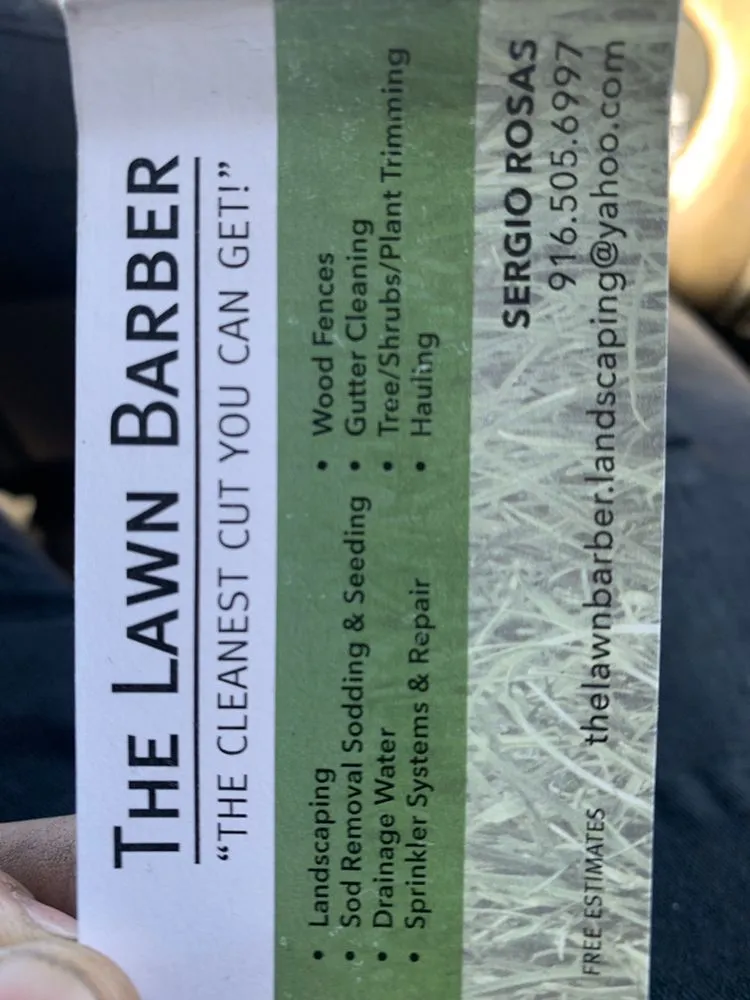 THE LAWN BARBER
“THE CLEANEST CUT YOU CAN GET!”
• Landscaping
• Sod Removal Sodding & Seeding
• Drainage Water
• Sprinkler Systems & Repair
• Wood Fences
• Gutter Cleaning
• Tree/Shrubs/Plant Trimming
• Hauling
SERGIO ROSAS
916.505.6997
FREE ESTIMATES thelawnbarber.landscaping@yahoo.com